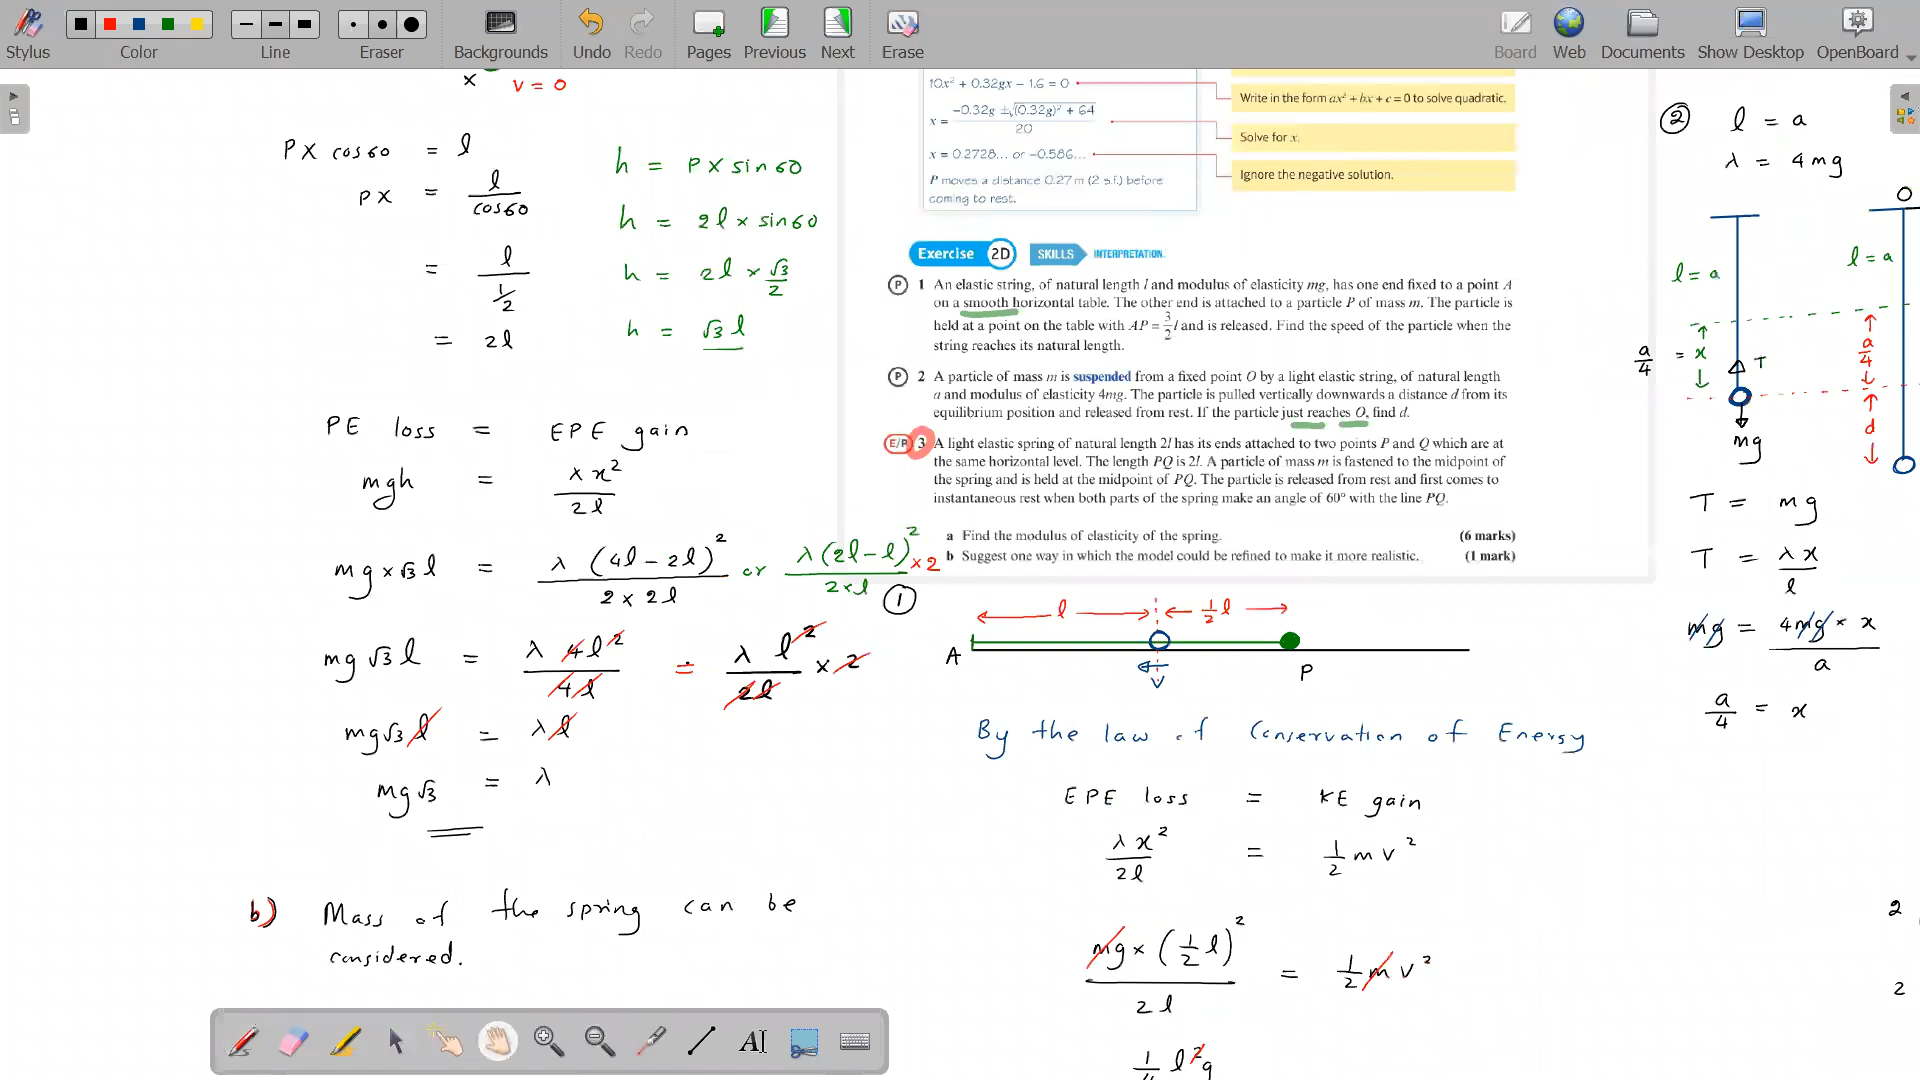 Stylus Color Line Eraser Backgrounds Undo Redo Pages Previous Next Erase Board Web Documents Show Desktop OpenBoard
x v = 0
PX cos60 = l
PX = l / cos60
= l / ½
= 2l
h = PX sin60
h = 2l × sin60
h = 2l × √3/2
h = √3 l
PE loss = EPE gain
mgh = λx² / 2l
mg × √3 l = λ(4l − 2l)² / 2 × 2l or λ(2l − l)² / 2×l × 2
mg √3 l = λ 4l² / 4l = λ l² / 2l × 2
mg√3 l = λ l
mg√3 = λ
b) Mass of the spring can be
considered.
10x² + 0.32gx − 1.6 = 0
x = −0.32g ± √(0.32g)² + 64 / 20
x = 0.2728... or −0.586...
P moves a distance 0.27 m (2 s.f.) before
coming to rest.
Write in the form ax² + bx + c = 0 to solve quadratic.
Solve for x.
Ignore the negative solution.
Exercise 2D SKILLS INTERPRETATION
P 1 An elastic string, of natural length l and modulus of elasticity mg, has one end fixed to a point A
on a smooth horizontal table. The other end is attached to a particle P of mass m. The particle is
held at a point on the table with AP = 3/2 l and is released. Find the speed of the particle when the
string reaches its natural length.
P 2 A particle of mass m is suspended from a fixed point O by a light elastic string, of natural length
a and modulus of elasticity 4mg. The particle is pulled vertically downwards a distance d from its
equilibrium position and released from rest. If the particle just reaches O, find d.
E/P 3 A light elastic spring of natural length 2l has its ends attached to two points P and Q which are at
the same horizontal level. The length PQ is 2l. A particle of mass m is fastened to the midpoint of
the spring and is held at the midpoint of PQ. The particle is released from rest and first comes to
instantaneous rest when both parts of the spring make an angle of 60° with the line PQ.
a Find the modulus of elasticity of the spring. (6 marks)
b Suggest one way in which the model could be refined to make it more realistic. (1 mark)
1
l ½ l
A P
v
By the law of Conservation of Energy
EPE loss = KE gain
λx² / 2l = ½ m v²
mg × (½ l)² / 2l = ½ m v²
¼ l² g
2 l = a
λ = 4mg
O
l = a l = a
a/4 = x T a/4
d
mg
T = mg
T = λx / l
mg = 4mg × x / a
a/4 = x
2
2
AI